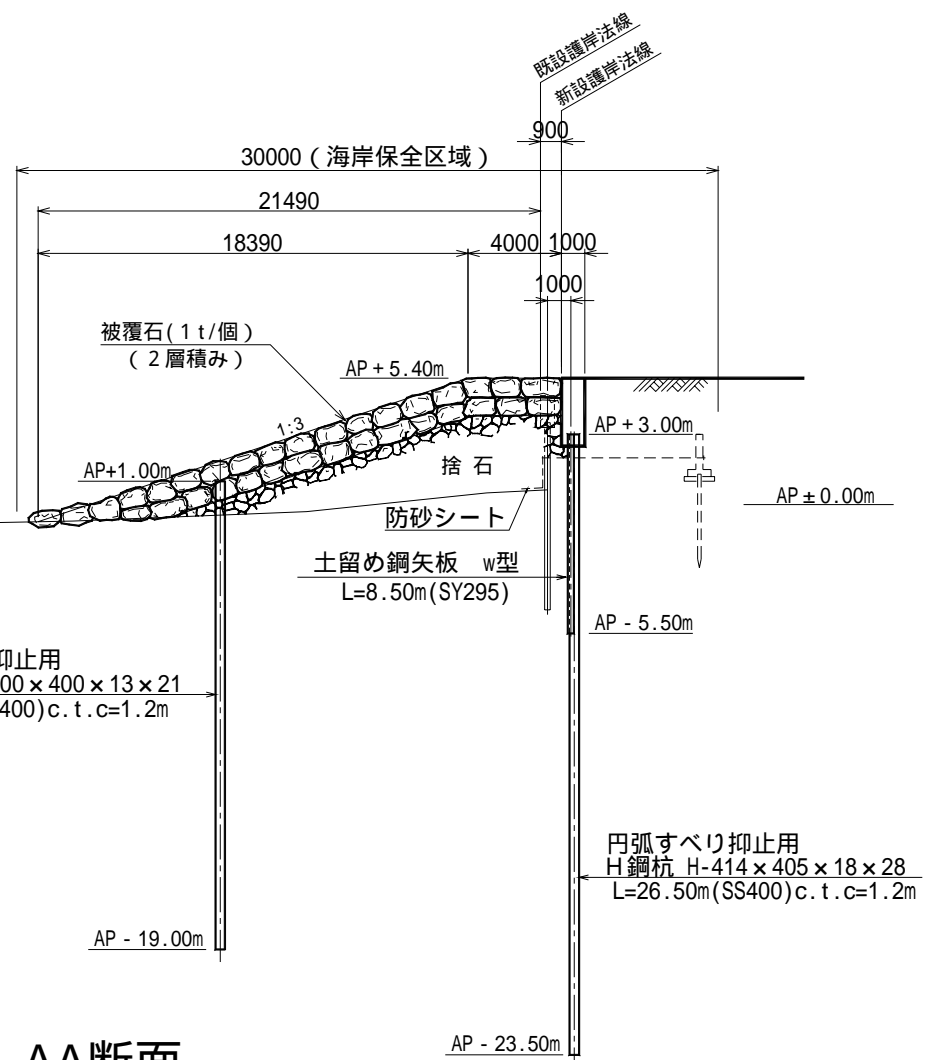 既設護岸法線
新設護岸法線
900
30000（海岸保全区域）
21490
18390
4000
1000
1000
被覆石(１t/個）
（２層積み）
AP＋5.40m
1:3
AP+1.00m
捨 石
AP＋3.00m
AP±0.00m
防砂シート
土留め鋼矢板 w型
L=8.50m(SY295)
AP－5.50m
抑止用
00×400×13×21
400)c.t.c=1.2m
円弧すべり抑止用
Ｈ鋼杭 H-414×405×18×28
L=26.50m(SS400)c.t.c=1.2m
AP－19.00m
AP－23.50m
AA断面